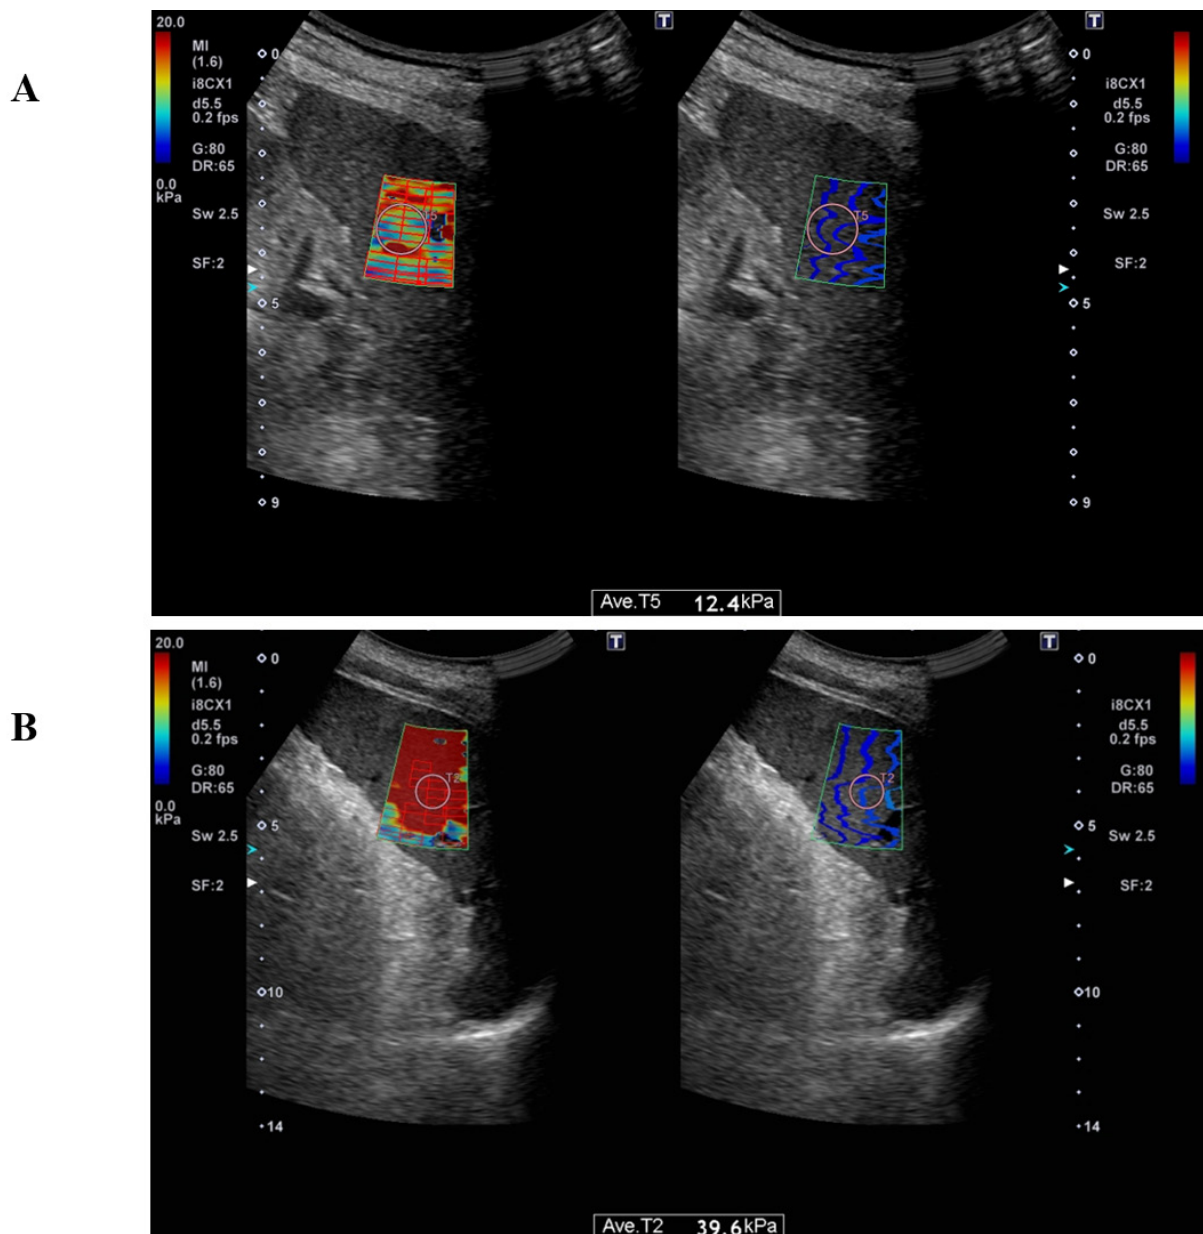 A
20.0
MI
(1.6)
i8CX1
d5.5
0.2 fps
G:80
DR:65
0.0
kPa
Sw 2.5
SF:2
T
0
5
9
T5
T
0
5
9
T5
i8CX1
d5.5
0.2 fps
G:80
DR:65
Sw 2.5
SF:2
Ave.T5 12.4kPa
B
20.0
MI
(1.6)
i8CX1
d5.5
0.2 fps
G:80
DR:65
0.0
kPa
Sw 2.5
SF:2
T
0
5
10
14
T2
T
0
5
10
14
T2
i8CX1
d5.5
0.2 fps
G:80
DR:65
Sw 2.5
SF:2
Ave.T2 39.6kPa